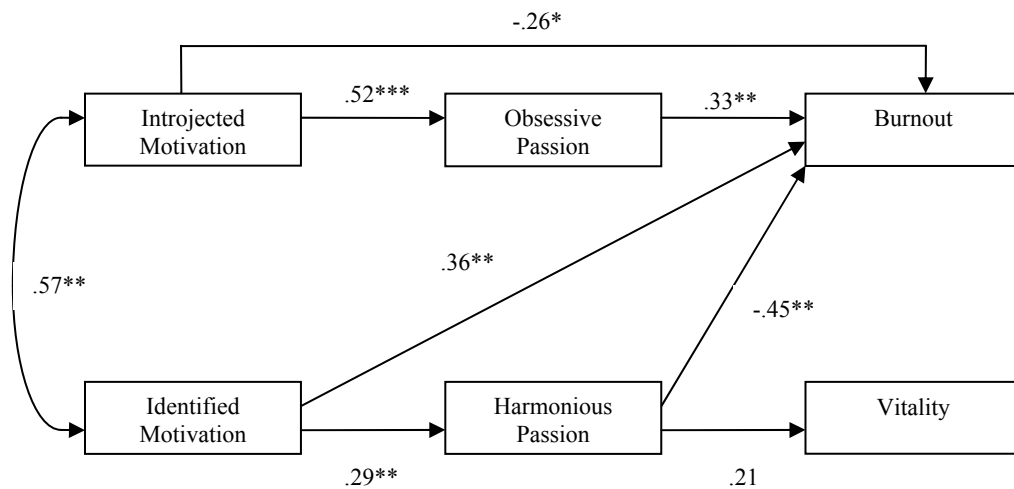 -.26*
.52***
.33**
Introjected
Motivation
Obsessive
Passion
Burnout
.36**
.57**
-.45**
Identified
Motivation
Harmonious
Passion
Vitality
.29**
.21